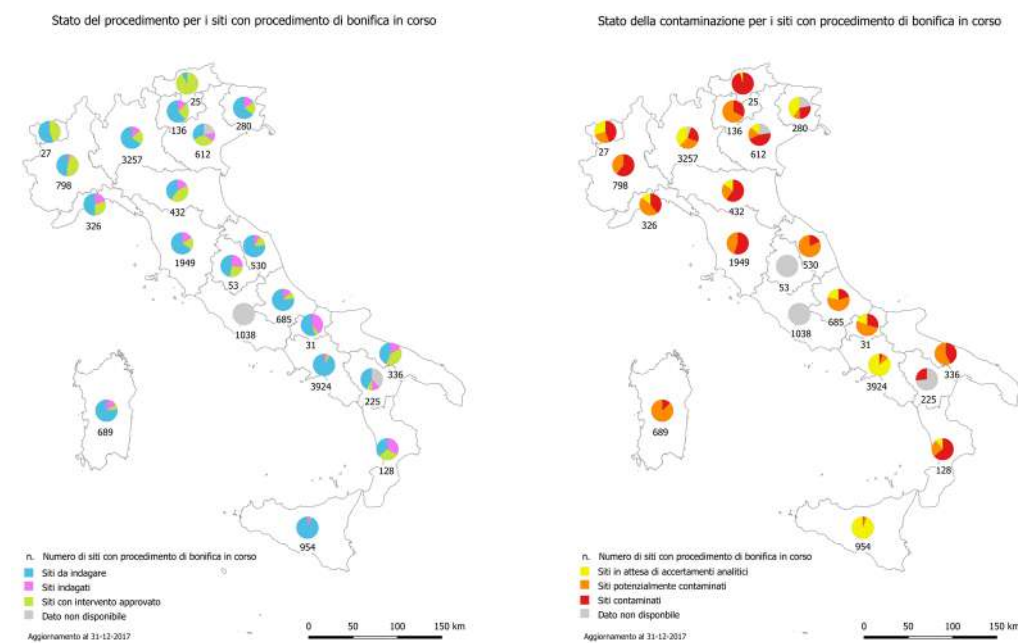 Stato del procedimento per i siti con procedimento di bonifica in corso
25
136
280
27
3257
612
798
432
326
1949
530
53
685
1038
31
3924
336
225
689
128
954
n. Numero di siti con procedimento di bonifica in corso
Siti da indagare
Siti indagati
Siti con intervento approvato
Dato non disponibile
Aggiornamento al 31-12-2017
0 50 100 150 km
Stato della contaminazione per i siti con procedimento di bonifica in corso
25
136
280
27
3257
612
798
432
326
1949
530
53
685
1038
31
3924
336
225
689
128
954
n. Numero di siti con procedimento di bonifica in corso
Siti in attesa di accertamenti analitici
Siti potenzialmente contaminati
Siti contaminati
Dato non disponbile
Aggiornamento al 31-12-2017
0 50 100 150 km